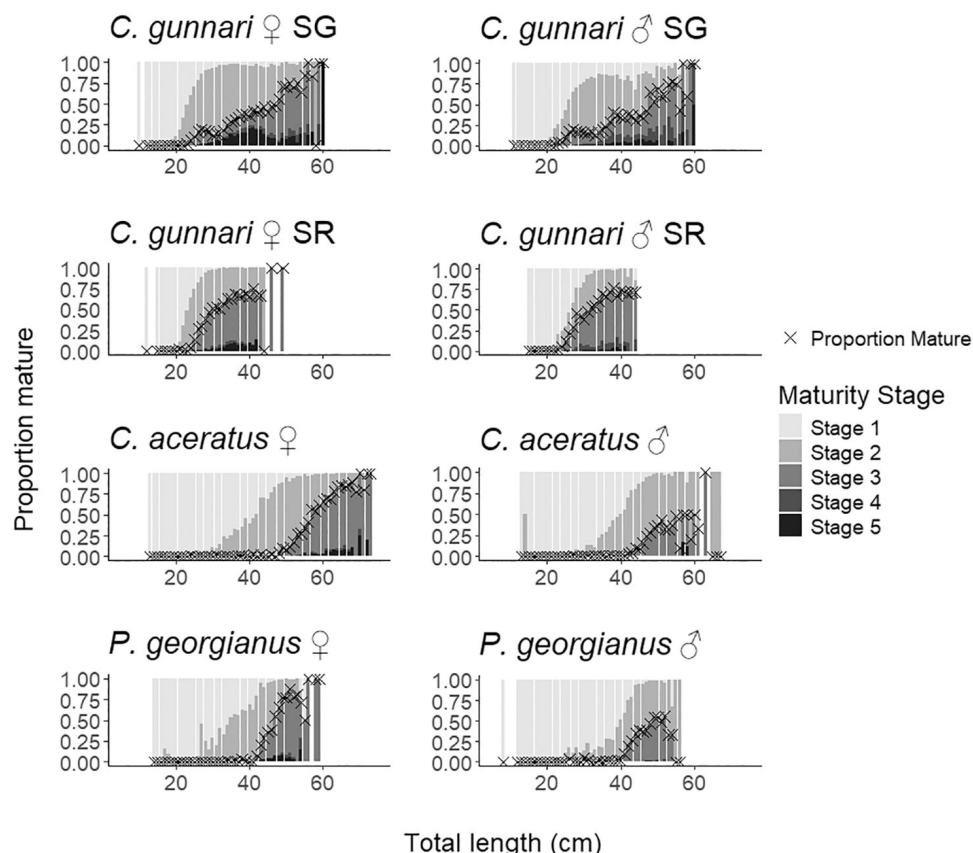 C. gunnari ♀ SG
1.00
0.75
0.50
0.25
0.00
20 40 60
C. gunnari ♂ SG
1.00
0.75
0.50
0.25
0.00
20 40 60
C. gunnari ♀ SR
1.00
0.75
0.50
0.25
0.00
20 40 60
C. gunnari ♂ SR
1.00
0.75
0.50
0.25
0.00
20 40 60
C. aceratus ♀
1.00
0.75
0.50
0.25
0.00
20 40 60
C. aceratus ♂
1.00
0.75
0.50
0.25
0.00
20 40 60
P. georgianus ♀
1.00
0.75
0.50
0.25
0.00
20 40 60
P. georgianus ♂
1.00
0.75
0.50
0.25
0.00
20 40 60
Proportion mature
Total length (cm)
Proportion Mature
Maturity Stage
Stage 1
Stage 2
Stage 3
Stage 4
Stage 5